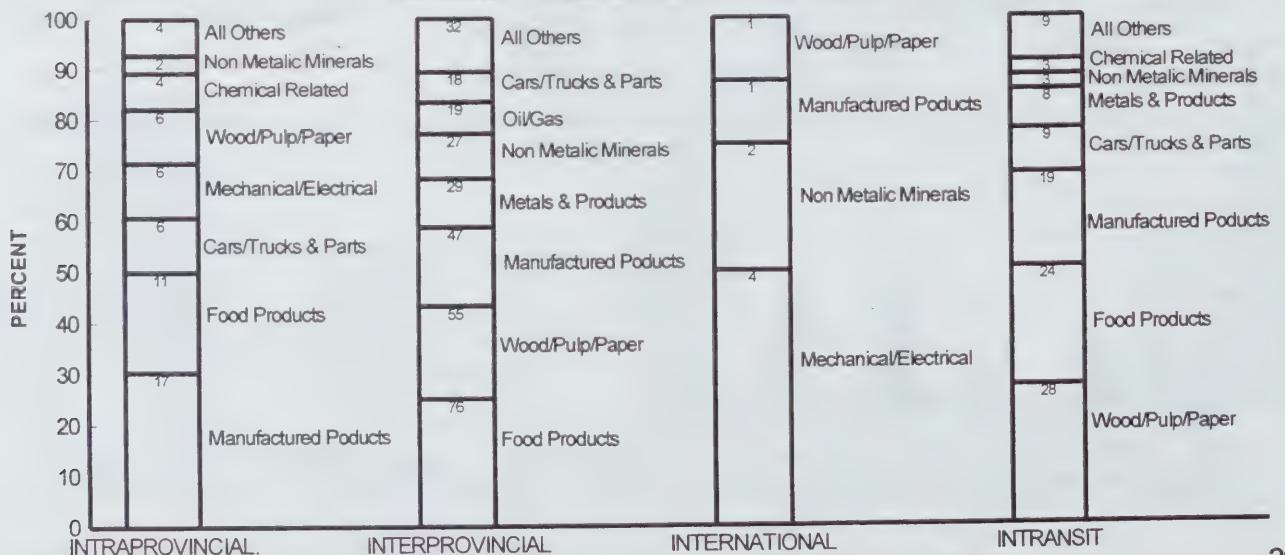 100
90
80
70
60
50
40
30
20
10
0
PERCENT
4 All Others
2 Non Metalic Minerals
4 Chemical Related
6 Wood/Pulp/Paper
6 Mechanical/Electrical
6 Cars/Trucks & Parts
11 Food Products
17 Manufactured Poducts
INTRAPROVINCIAL.
32 All Others
18 Cars/Trucks & Parts
19 Oil/Gas
27 Non Metalic Minerals
29 Metals & Products
47 Manufactured Poducts
55 Wood/Pulp/Paper
76 Food Products
INTERPROVINCIAL
1 Wood/Pulp/Paper
1 Manufactured Poducts
2 Non Metalic Minerals
4 Mechanical/Electrical
INTERNATIONAL
9 All Others
3 Chemical Related
3 Non Metalic Minerals
8 Metals & Products
9 Cars/Trucks & Parts
19 Manufactured Poducts
24 Food Products
28 Wood/Pulp/Paper
INTRANSIT